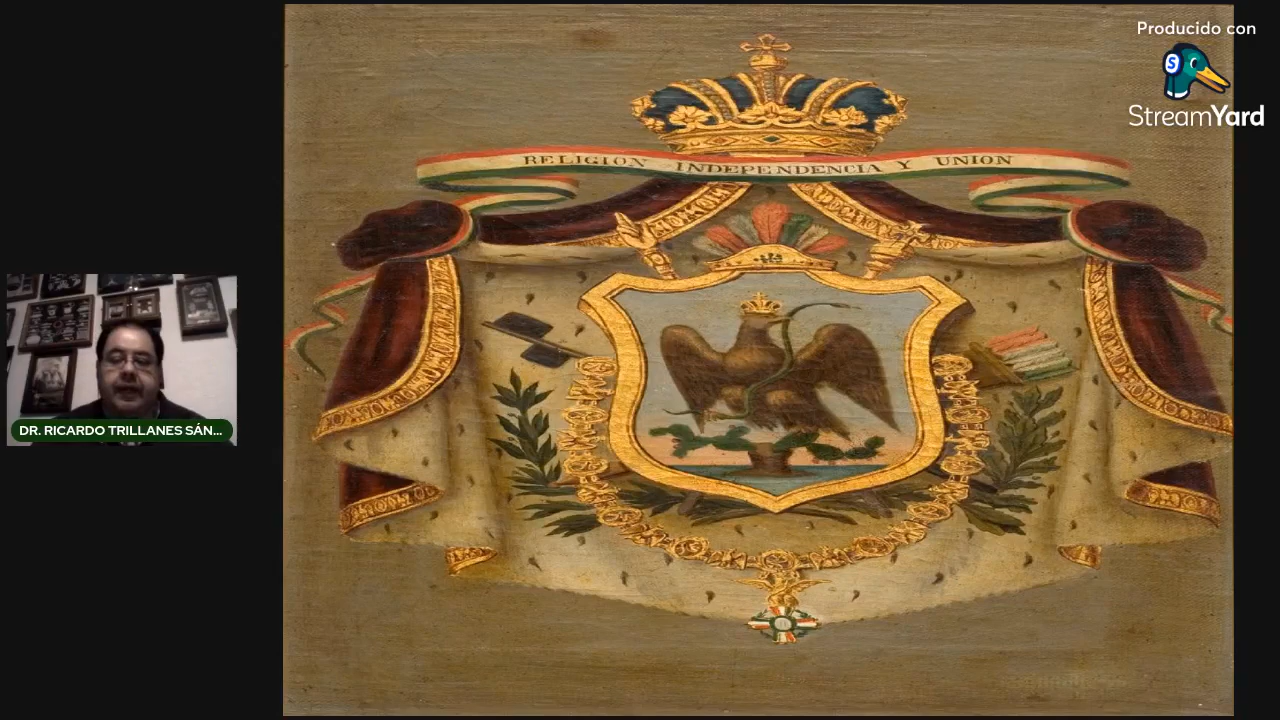 Producido con
StreamYard
RELIGION INDEPENDENCIA Y UNION
DR. RICARDO TRILLANES SÁN...